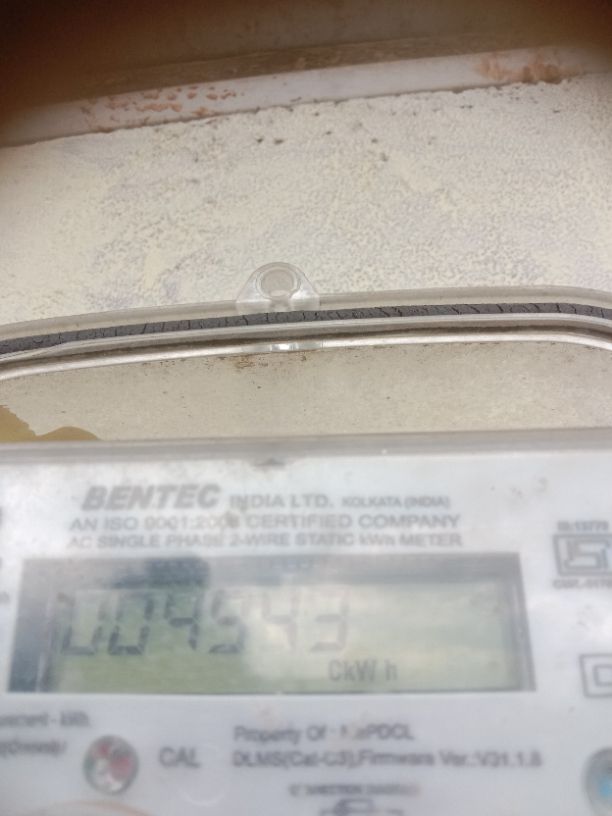 BENTEC INDIA LTD. KOLKATA (INDIA)
AN ISO 9001:2008 CERTIFIED COMPANY
AC SINGLE PHASE 2-WIRE STATIC kWh METER
004943
CkW h
CAL
Property Of :
DLMS(Cat-C3),Firmware Ver.:V31.1.8